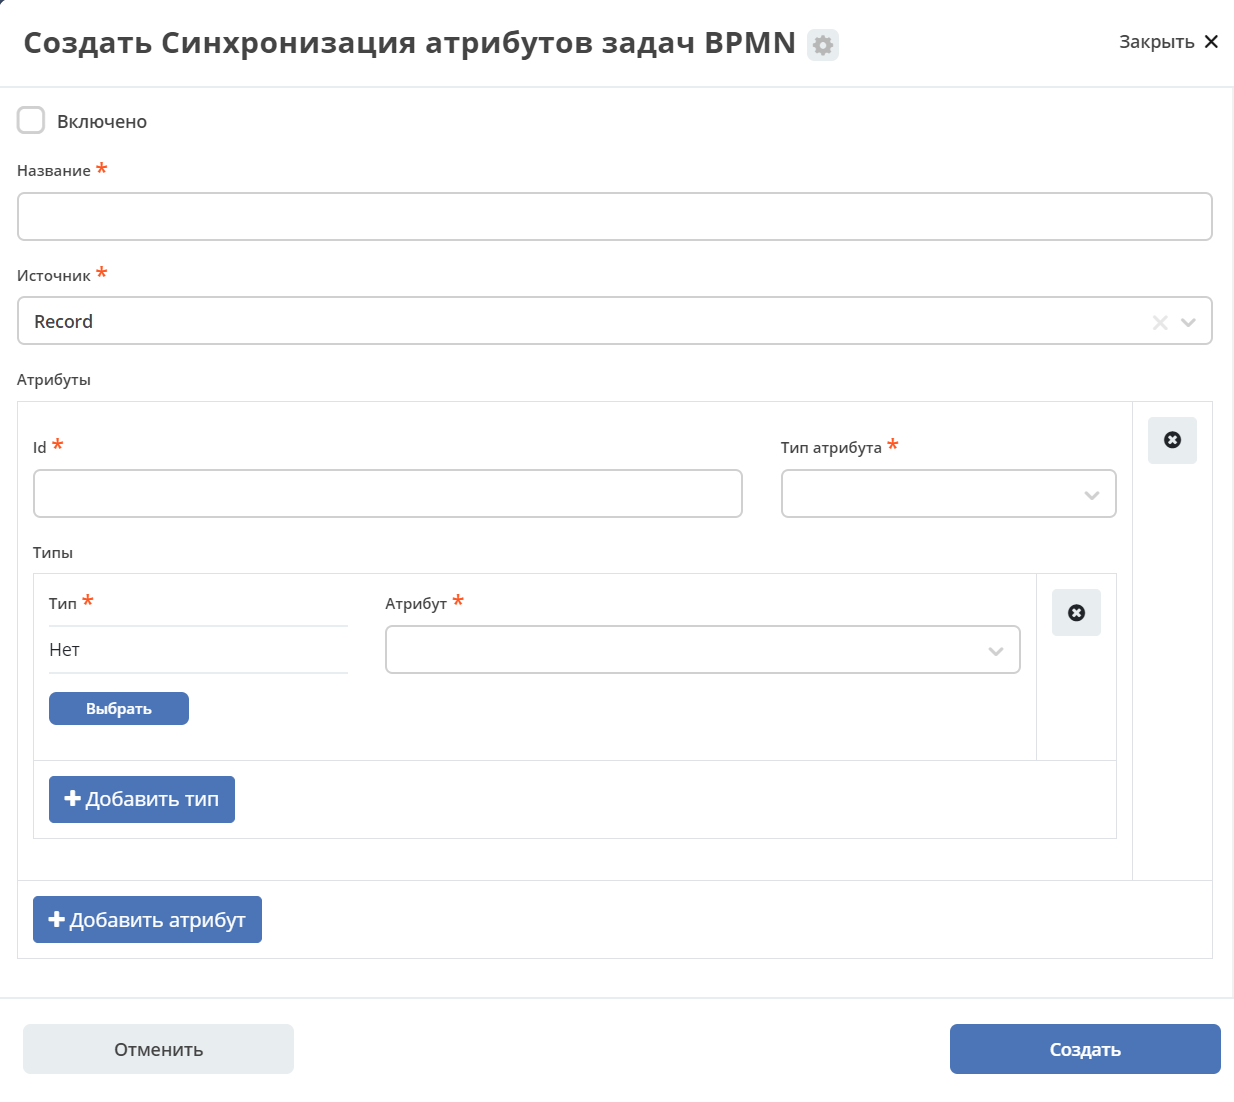 Создать Синхронизация атрибутов задач BPMN
Закрыть
Включено
Название *
Источник *
Record
Атрибуты
Id *
Тип атрибута *
Типы
Тип *
Атрибут *
Нет
Выбрать
Добавить тип
Добавить атрибут
Отменить
Создать